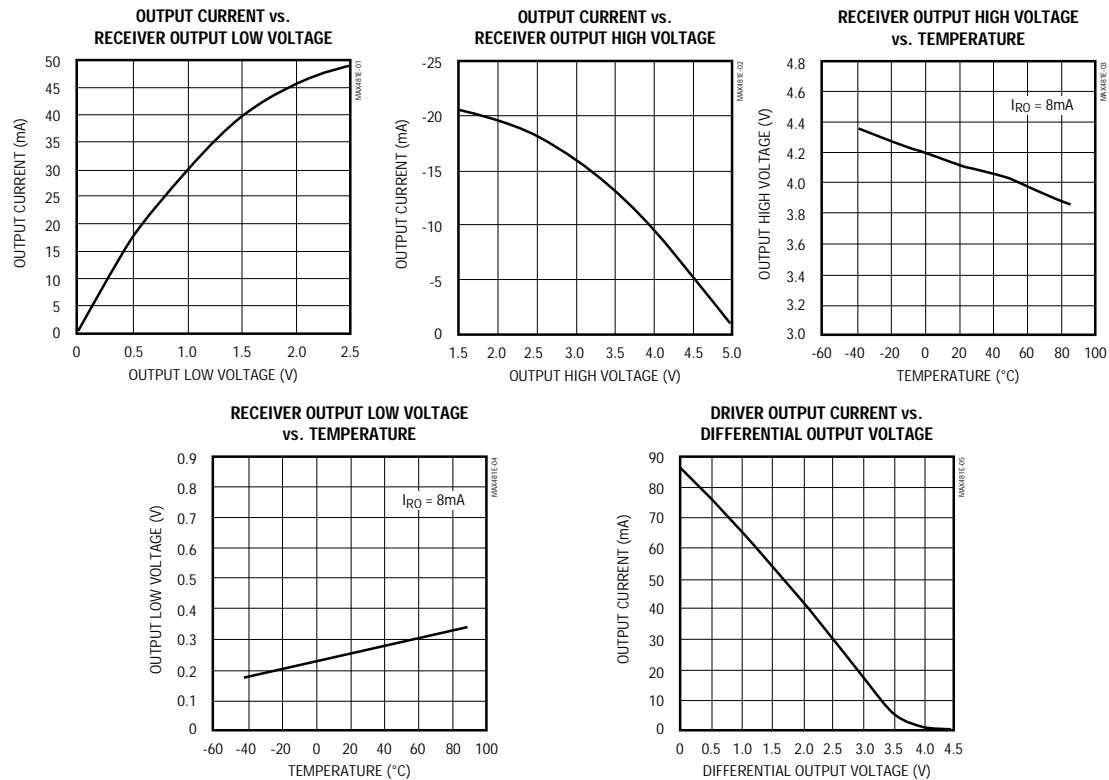 OUTPUT CURRENT vs.
RECEIVER OUTPUT LOW VOLTAGE
50
45
40
35
30
25
20
15
10
5
0
OUTPUT CURRENT (mA)
0 0.5 1.0 1.5 2.0 2.5
OUTPUT LOW VOLTAGE (V)
MAX481E-01
OUTPUT CURRENT vs.
RECEIVER OUTPUT HIGH VOLTAGE
-25
-20
-15
-10
-5
0
OUTPUT CURRENT (mA)
1.5 2.0 2.5 3.0 3.5 4.0 4.5 5.0
OUTPUT HIGH VOLTAGE (V)
MAX481E-02
RECEIVER OUTPUT HIGH VOLTAGE
vs. TEMPERATURE
4.8
4.6
4.4
4.2
4.0
3.8
3.6
3.4
3.2
3.0
OUTPUT HIGH VOLTAGE (V)
IRO = 8mA
-60 -40 -20 0 20 40 60 80 100
TEMPERATURE (°C)
MAX481E-03
RECEIVER OUTPUT LOW VOLTAGE
vs. TEMPERATURE
0.9
0.8
0.7
0.6
0.5
0.4
0.3
0.2
0.1
0
OUTPUT LOW VOLTAGE (V)
IRO = 8mA
-60 -40 -20 0 20 40 60 80 100
TEMPERATURE (°C)
MAX481E-04
DRIVER OUTPUT CURRENT vs.
DIFFERENTIAL OUTPUT VOLTAGE
90
80
70
60
50
40
30
20
10
0
OUTPUT CURRENT (mA)
0 0.5 1.0 1.5 2.0 2.5 3.0 3.5 4.0 4.5
DIFFERENTIAL OUTPUT VOLTAGE (V)
MAX481E-05